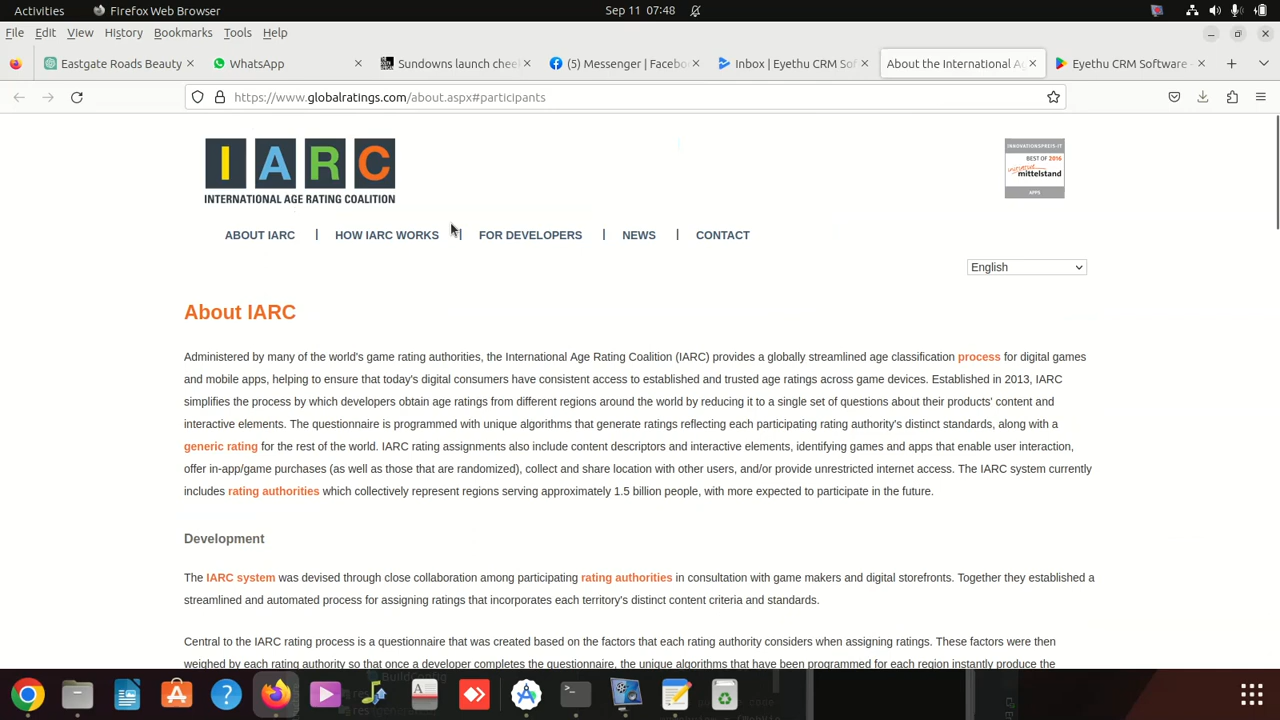 Activities
Firefox Web Browser
Sep 11 07:48
File Edit View History Bookmarks Tools Help
Eastgate Roads Beauty
WhatsApp
Sundowns launch chee
(5) Messenger | Facebo
Inbox | Eyethu CRM Sof
About the International A
Eyethu CRM Software -
https://www.globalratings.com/about.aspx#participants
IARC
INTERNATIONAL AGE RATING COALITION
INNOVATIONSPREIS-IT
BEST OF 2016
initiative
mittelstand
APPS
ABOUT IARC | HOW IARC WORKS | FOR DEVELOPERS | NEWS | CONTACT
English
About IARC
Administered by many of the world's game rating authorities, the International Age Rating Coalition (IARC) provides a globally streamlined age classification process for digital games
and mobile apps, helping to ensure that today's digital consumers have consistent access to established and trusted age ratings across game devices. Established in 2013, IARC
simplifies the process by which developers obtain age ratings from different regions around the world by reducing it to a single set of questions about their products' content and
interactive elements. The questionnaire is programmed with unique algorithms that generate ratings reflecting each participating rating authority's distinct standards, along with a
generic rating for the rest of the world. IARC rating assignments also include content descriptors and interactive elements, identifying games and apps that enable user interaction,
offer in-app/game purchases (as well as those that are randomized), collect and share location with other users, and/or provide unrestricted internet access. The IARC system currently
includes rating authorities which collectively represent regions serving approximately 1.5 billion people, with more expected to participate in the future.
Development
The IARC system was devised through close collaboration among participating rating authorities in consultation with game makers and digital storefronts. Together they established a
streamlined and automated process for assigning ratings that incorporates each territory's distinct content criteria and standards.
Central to the IARC rating process is a questionnaire that was created based on the factors that each rating authority considers when assigning ratings. These factors were then
weighed by each rating authority so that once a developer completes the questionnaire, the unique algorithms that have been programmed for each region instantly produce the
BuildConfig